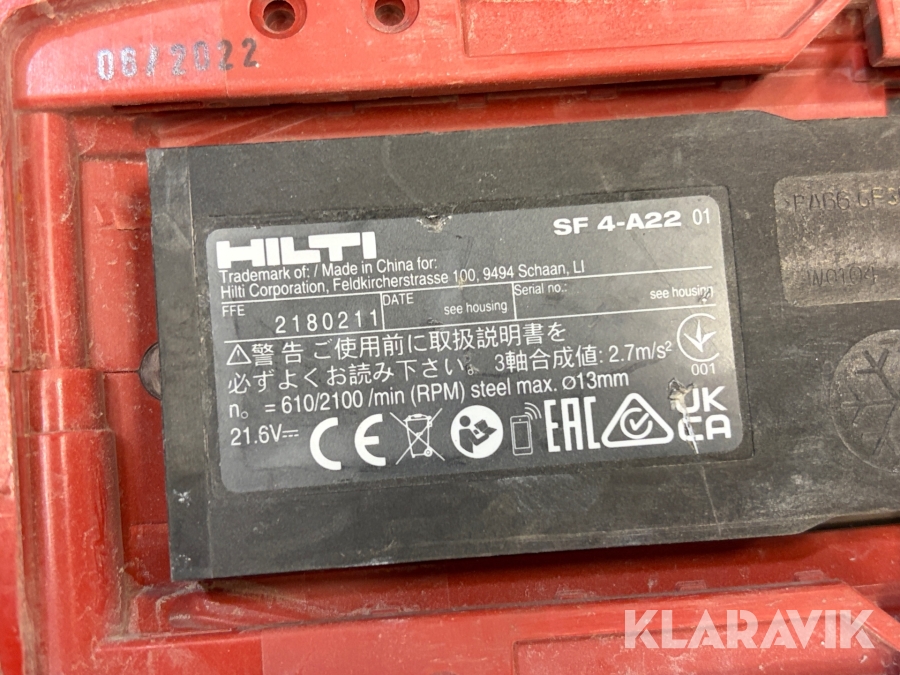 06/2022
HILTI
SF 4-A22 01
Trademark of: / Made in China for:
Hilti Corporation, Feldkircherstrasse 100, 9494 Schaan, LI
FFE 2180211
DATE see housing
Serial no.: see housing
⚠警告 ご使用前に取扱説明書を
必ずよくお読み下さい。3軸合成値: 2.7m/s²
001
n。 = 610/2100 /min (RPM) steel max. ⌀13mm
21.6V⎓
CE
EAC
UK
CA
KLARAVIK